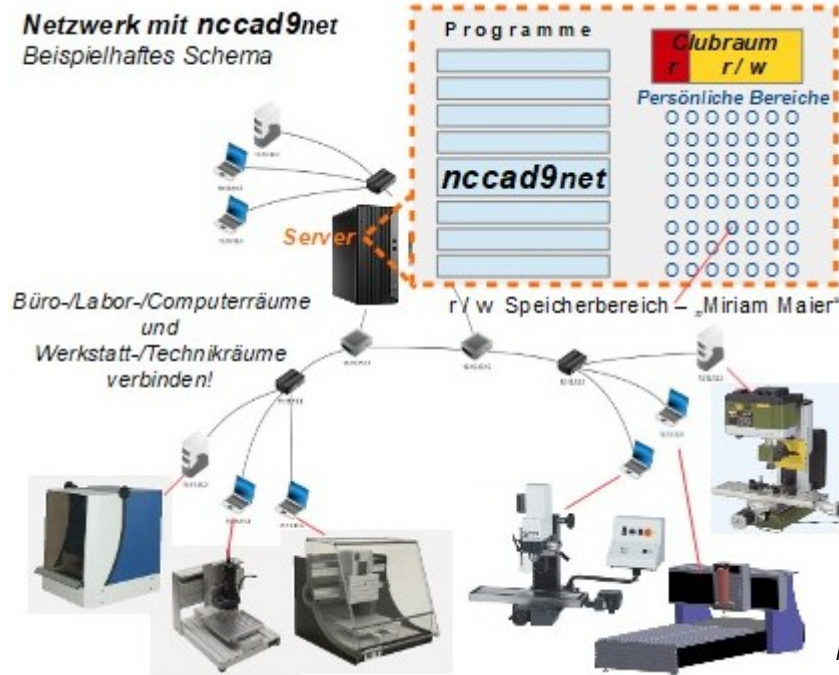 Netzwerk mit nccad9net
Beispielhaftes Schema
Programme
Clubraum
r r/w
Persönliche Bereiche
nccad9net
Server
Büro-/Labor-/Computerräume
und
Werkstatt-/Technikräume
verbinden!
r/w Speicherbereich – „Miriam Maier"